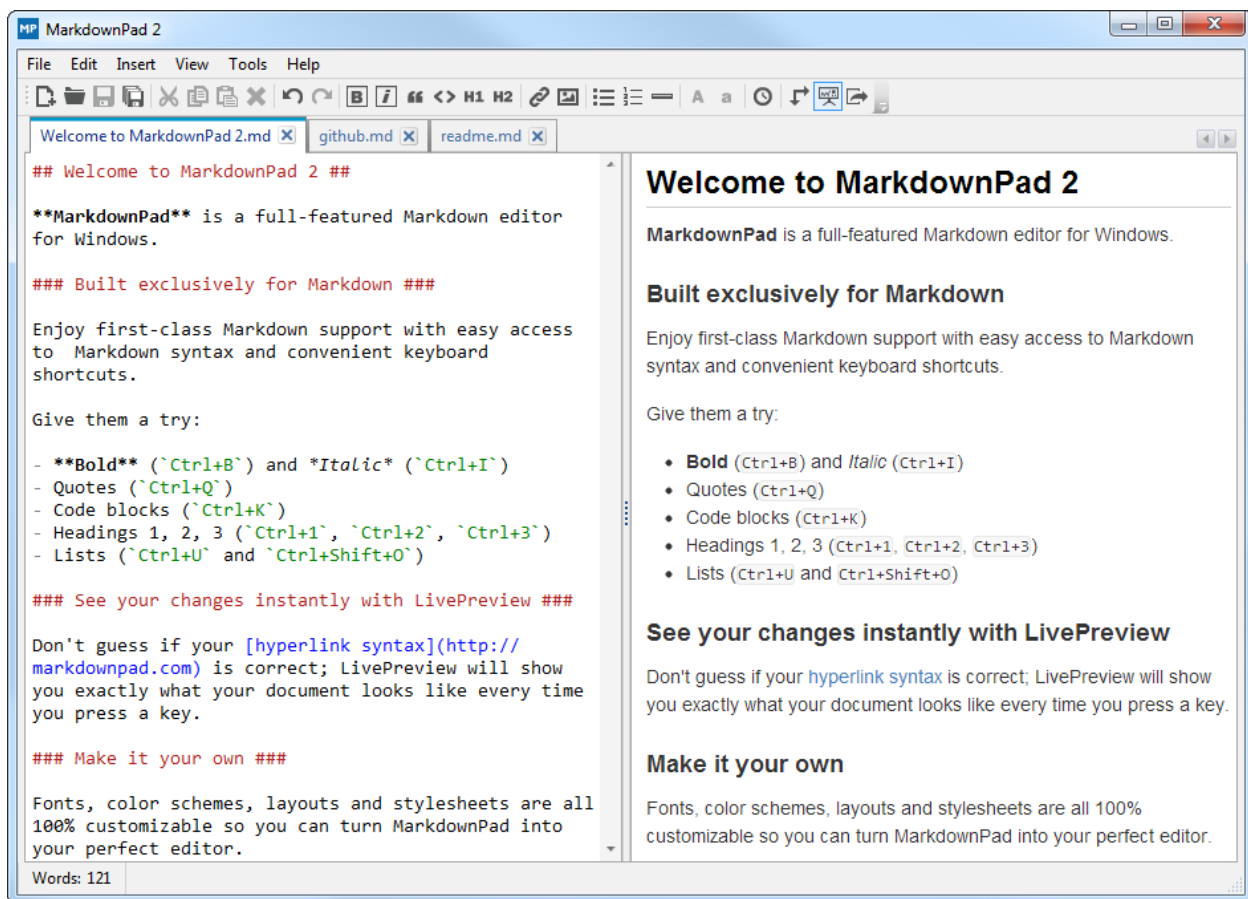 MP MarkdownPad 2
File Edit Insert View Tools Help
B i “ <> H1 H2 A a
Welcome to MarkdownPad 2.md github.md readme.md
## Welcome to MarkdownPad 2 ##
**MarkdownPad** is a full-featured Markdown editor
for Windows.
### Built exclusively for Markdown ###
Enjoy first-class Markdown support with easy access
to  Markdown syntax and convenient keyboard
shortcuts.
Give them a try:
- **Bold** (`Ctrl+B`) and *Italic* (`Ctrl+I`)
- Quotes (`Ctrl+Q`)
- Code blocks (`Ctrl+K`)
- Headings 1, 2, 3 (`Ctrl+1`, `Ctrl+2`, `Ctrl+3`)
- Lists (`Ctrl+U` and `Ctrl+Shift+O`)
### See your changes instantly with LivePreview ###
Don't guess if your [hyperlink syntax](http://
markdownpad.com) is correct; LivePreview will show
you exactly what your document looks like every time
you press a key.
### Make it your own ###
Fonts, color schemes, layouts and stylesheets are all
100% customizable so you can turn MarkdownPad into
your perfect editor.
Welcome to MarkdownPad 2
MarkdownPad is a full-featured Markdown editor for Windows.
Built exclusively for Markdown
Enjoy first-class Markdown support with easy access to Markdown
syntax and convenient keyboard shortcuts.
Give them a try:
• Bold (Ctrl+B) and Italic (Ctrl+I)
• Quotes (Ctrl+Q)
• Code blocks (Ctrl+K)
• Headings 1, 2, 3 (Ctrl+1, Ctrl+2, Ctrl+3)
• Lists (Ctrl+U and Ctrl+Shift+O)
See your changes instantly with LivePreview
Don't guess if your hyperlink syntax is correct; LivePreview will show
you exactly what your document looks like every time you press a key.
Make it your own
Fonts, color schemes, layouts and stylesheets are all 100%
customizable so you can turn MarkdownPad into your perfect editor.
Words: 121